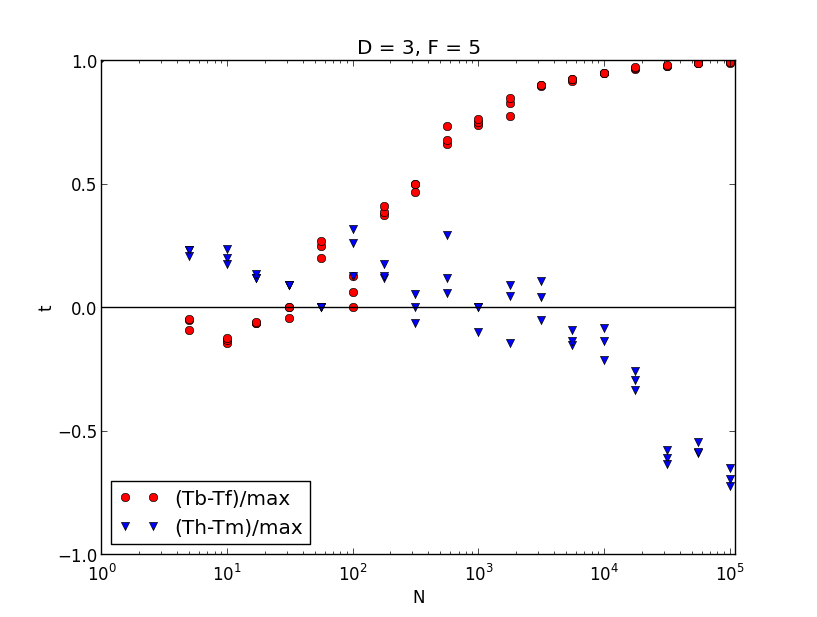 D = 3, F = 5
1.0
0.5
0.0
−0.5
−1.0
t
10^0
10^1
10^2
10^3
10^4
10^5
N
(Tb-Tf)/max
(Th-Tm)/max